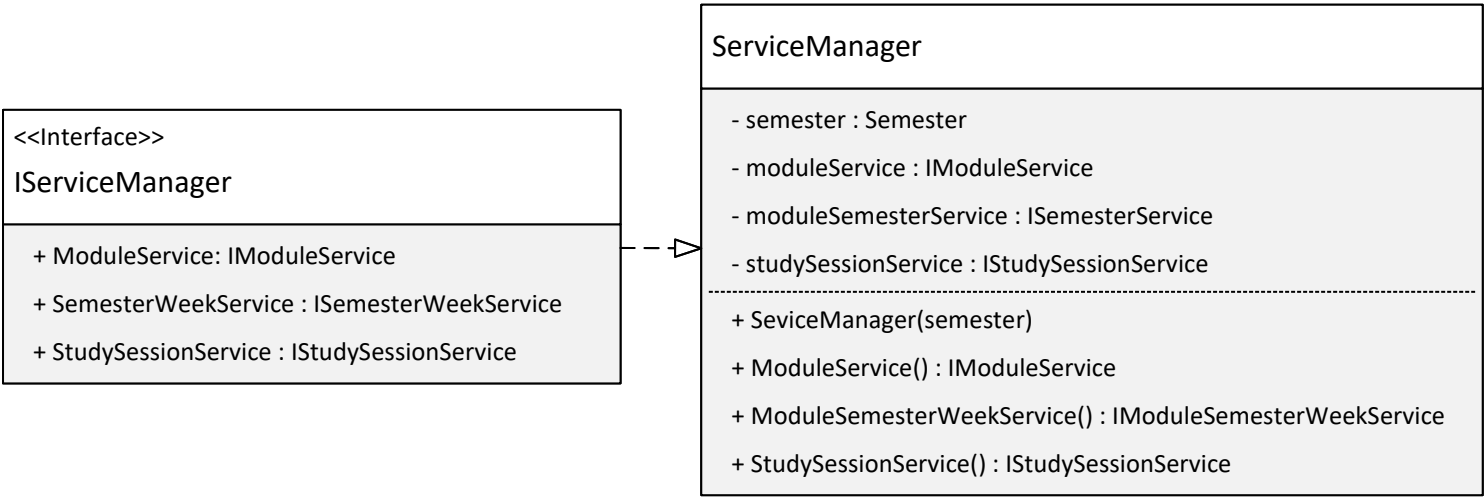 <<Interface>>
IServiceManager
+ ModuleService: IModuleService
+ SemesterWeekService : ISemesterWeekService
+ StudySessionService : IStudySessionService
ServiceManager
- semester : Semester
- moduleService : IModuleService
- moduleSemesterService : ISemesterService
- studySessionService : IStudySessionService
+ SeviceManager(semester)
+ ModuleService() : IModuleService
+ ModuleSemesterWeekService() : IModuleSemesterWeekService
+ StudySessionService() : IStudySessionService